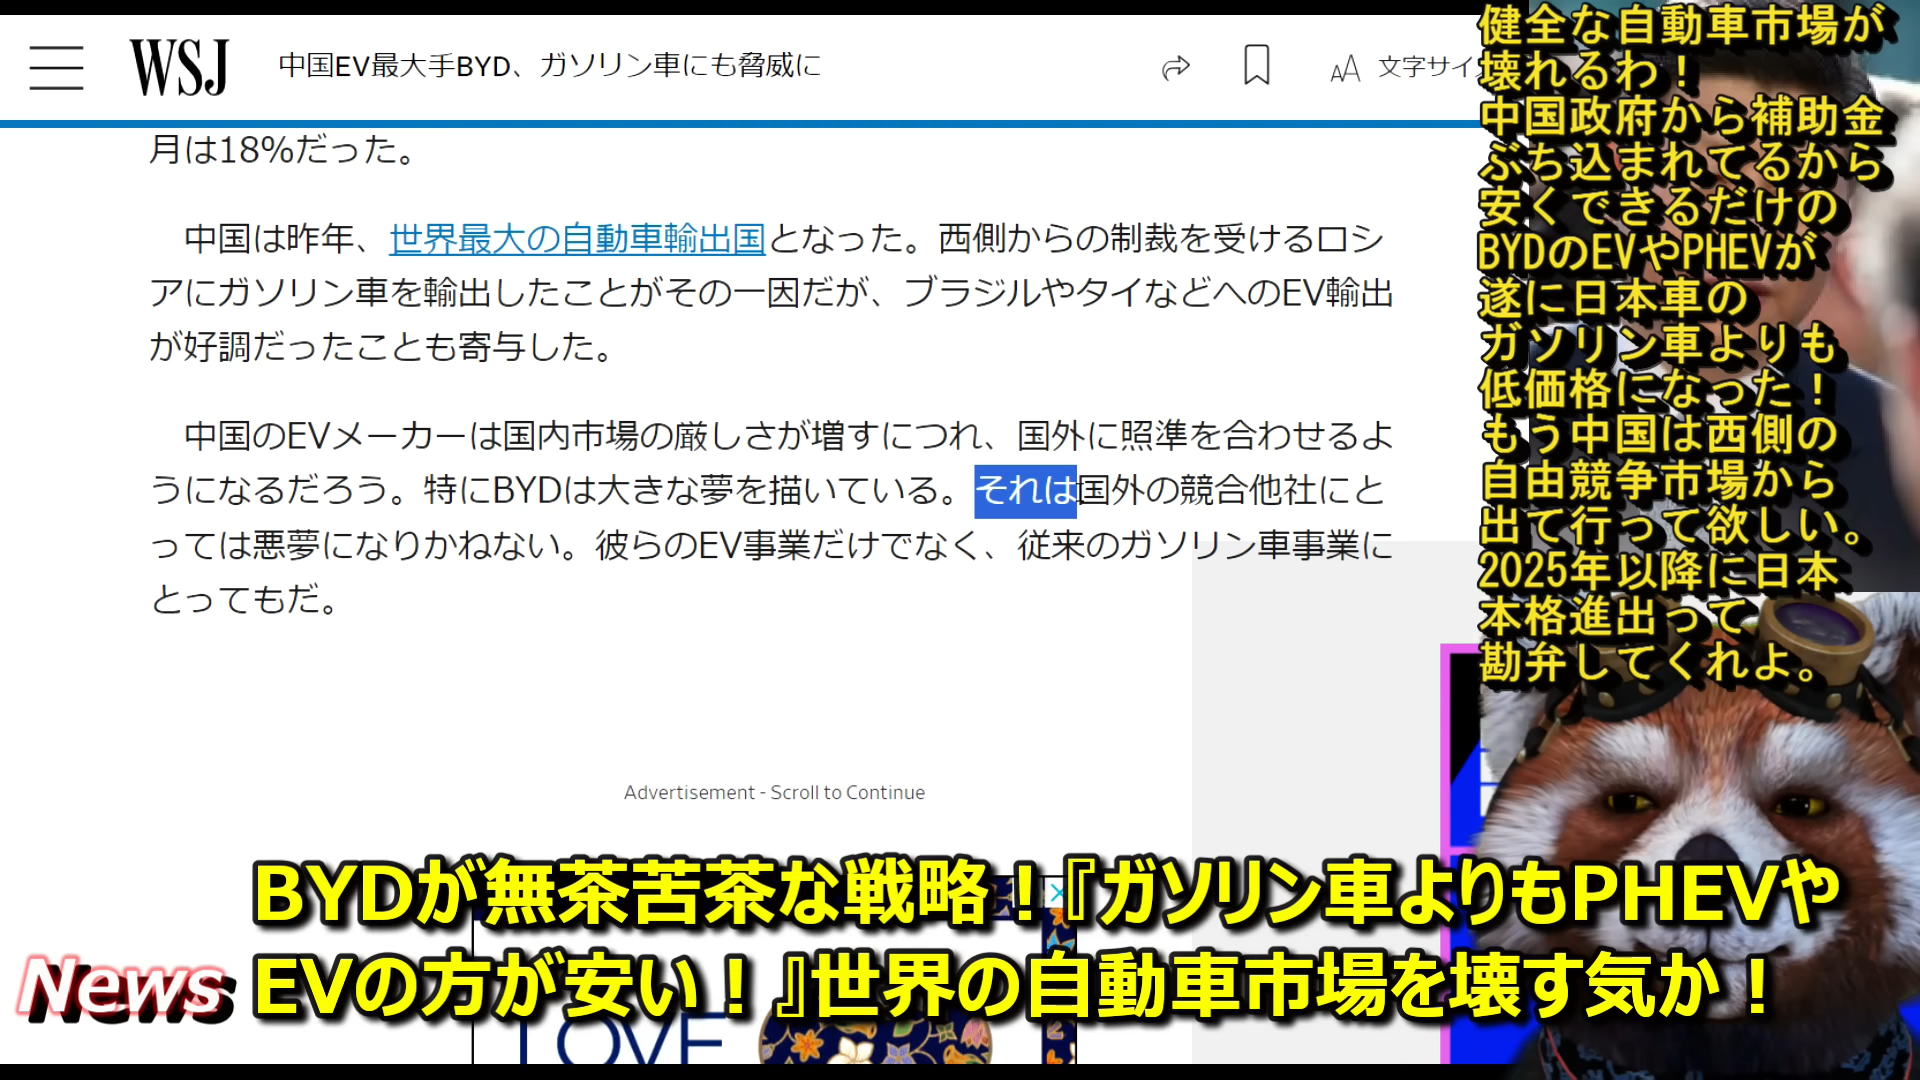 WSJ
中国EV最大手BYD、ガソリン車にも脅威に
文字サイ
月は18%だった。
中国は昨年、世界最大の自動車輸出国となった。西側からの制裁を受けるロシ
アにガソリン車を輸出したことがその一因だが、ブラジルやタイなどへのEV輸出
が好調だったことも寄与した。
中国のEVメーカーは国内市場の厳しさが増すにつれ、国外に照準を合わせるよ
うになるだろう。特にBYDは大きな夢を描いている。それは国外の競合他社にと
っては悪夢になりかねない。彼らのEV事業だけでなく、従来のガソリン車事業に
とってもだ。
Advertisement - Scroll to Continue
健全な自動車市場が
壊れるわ！
中国政府から補助金
ぶち込まれてるから
安くできるだけの
BYDのEVやPHEVが
遂に日本車の
ガソリン車よりも
低価格になった！
もう中国は西側の
自由競争市場から
出て行って欲しい。
2025年以降に日本
本格進出って
勘弁してくれよ。
BYDが無茶苦茶な戦略！『ガソリン車よりもPHEVや
EVの方が安い！』世界の自動車市場を壊す気か！
News
LOVE